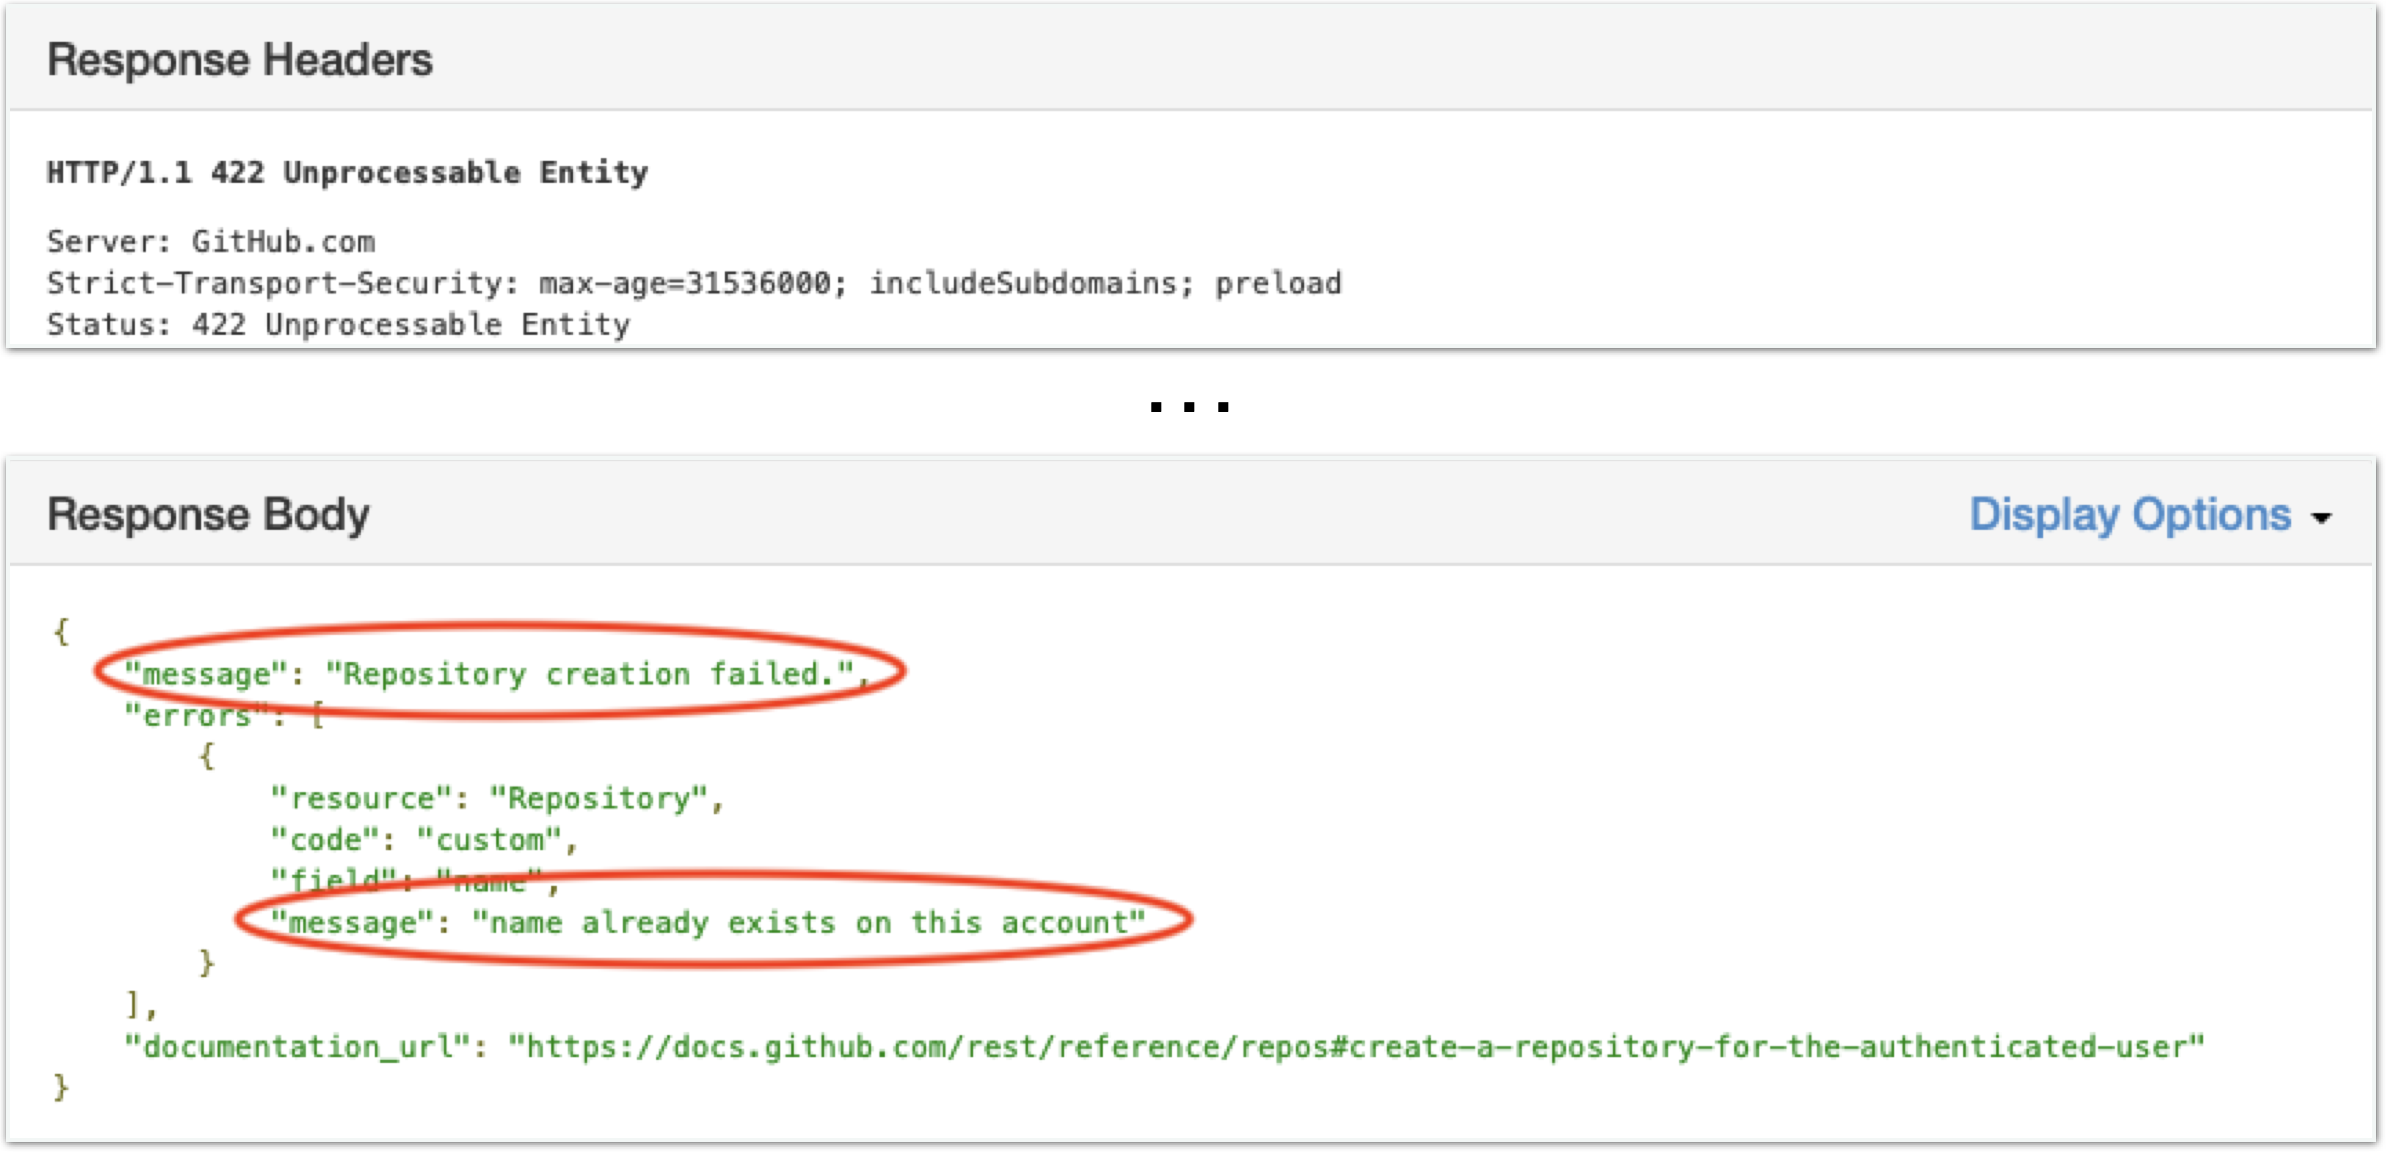 Response Headers
HTTP/1.1 422 Unprocessable Entity
Server: GitHub.com
Strict-Transport-Security: max-age=31536000; includeSubdomains; preload
Status: 422 Unprocessable Entity
...
Response Body
Display Options
{
"message": "Repository creation failed.",
"errors": [
{
"resource": "Repository",
"code": "custom",
"field": "name",
"message": "name already exists on this account"
}
],
"documentation_url": "https://docs.github.com/rest/reference/repos#create-a-repository-for-the-authenticated-user"
}